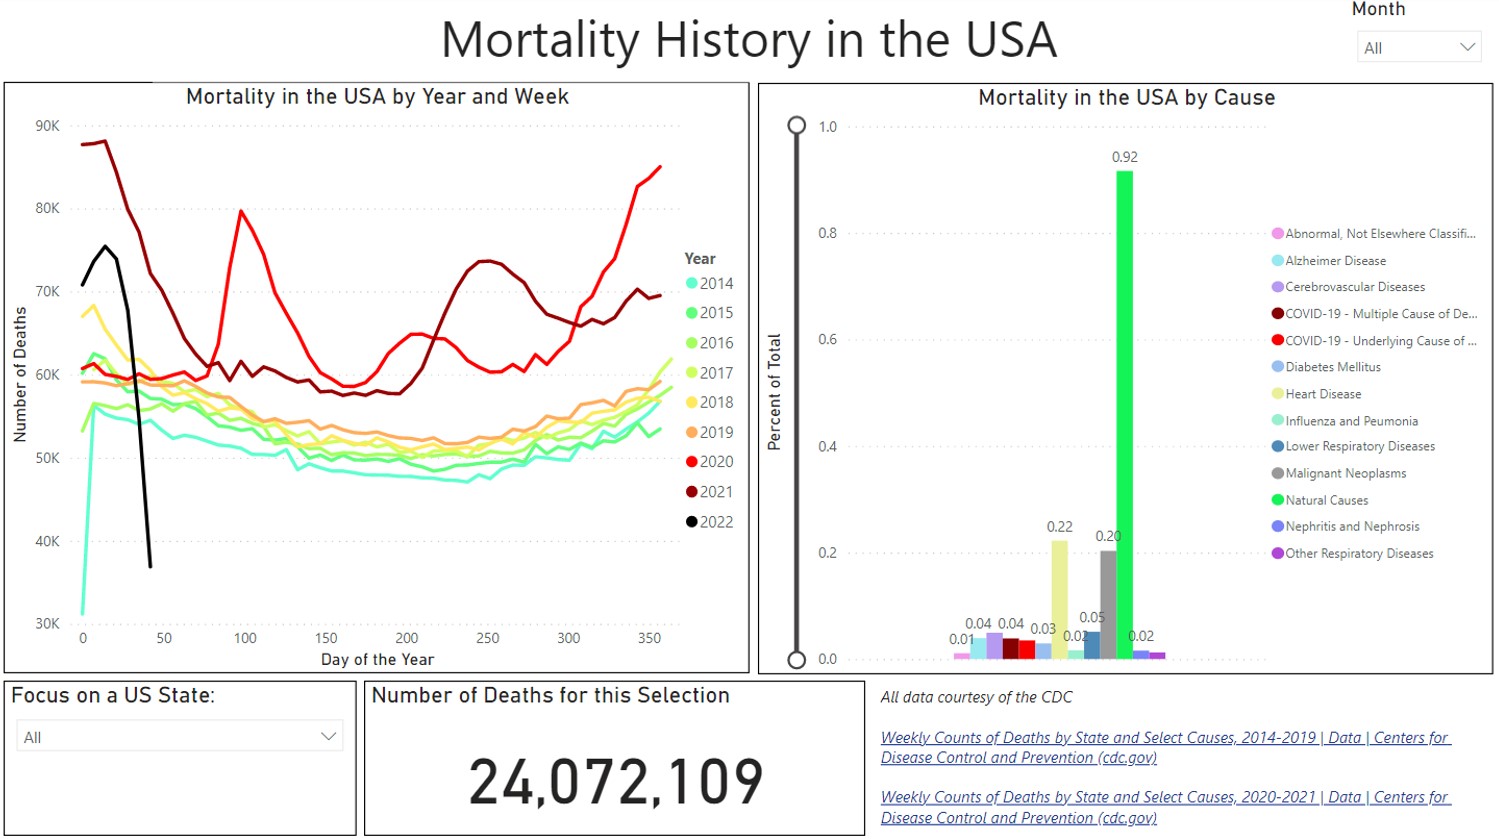 Mortality History in the USA
Month
All
Mortality in the USA by Year and Week
Number of Deaths
90K
80K
70K
60K
50K
40K
30K
0 50 100 150 200 250 300 350
Day of the Year
Year
2014
2015
2016
2017
2018
2019
2020
2021
2022
Mortality in the USA by Cause
Percent of Total
1.0
0.8
0.6
0.4
0.2
0.0
0.01
0.04
0.04
0.03
0.22
0.02
0.05
0.20
0.92
0.02
Abnormal, Not Elsewhere Classifi...
Alzheimer Disease
Cerebrovascular Diseases
COVID-19 - Multiple Cause of De...
COVID-19 - Underlying Cause of ...
Diabetes Mellitus
Heart Disease
Influenza and Peumonia
Lower Respiratory Diseases
Malignant Neoplasms
Natural Causes
Nephritis and Nephrosis
Other Respiratory Diseases
Focus on a US State:
All
Number of Deaths for this Selection
24,072,109
All data courtesy of the CDC
Weekly Counts of Deaths by State and Select Causes, 2014-2019 | Data | Centers for
Disease Control and Prevention (cdc.gov)
Weekly Counts of Deaths by State and Select Causes, 2020-2021 | Data | Centers for
Disease Control and Prevention (cdc.gov)